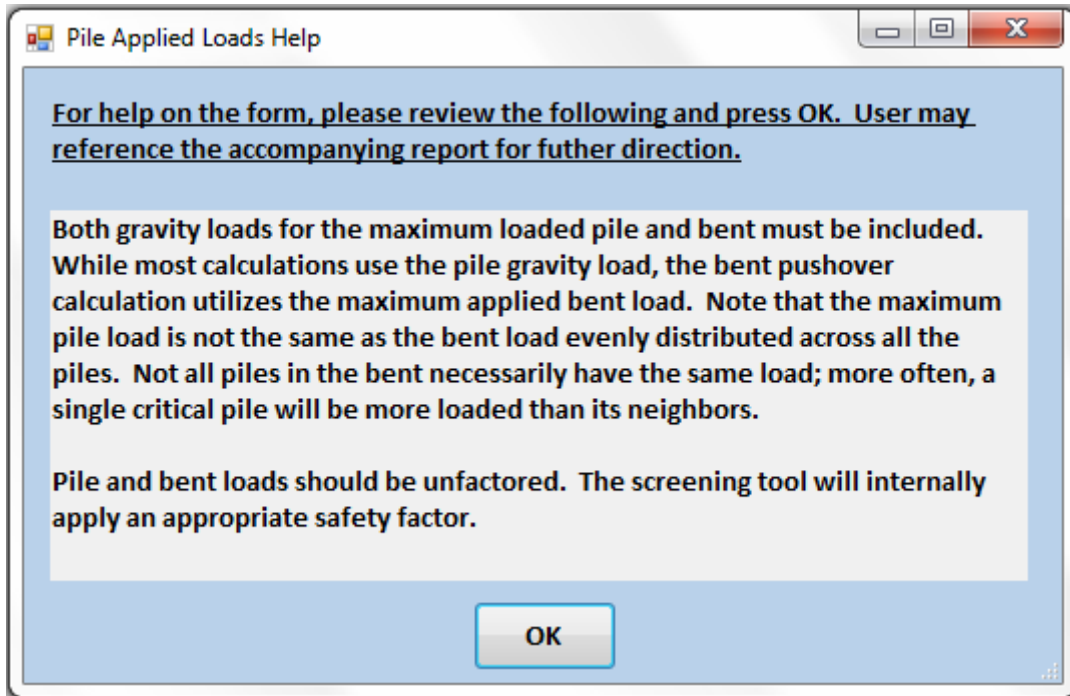 Pile Applied Loads Help
For help on the form, please review the following and press OK.  User may
reference the accompanying report for futher direction.
Both gravity loads for the maximum loaded pile and bent must be included.
While most calculations use the pile gravity load, the bent pushover
calculation utilizes the maximum applied bent load.  Note that the maximum
pile load is not the same as the bent load evenly distributed across all the
piles.  Not all piles in the bent necessarily have the same load; more often, a
single critical pile will be more loaded than its neighbors.
Pile and bent loads should be unfactored.  The screening tool will internally
apply an appropriate safety factor.
OK